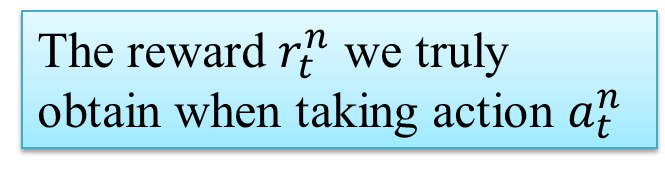 The reward $r_t^n$ we truly
obtain when taking action $a_t^n$